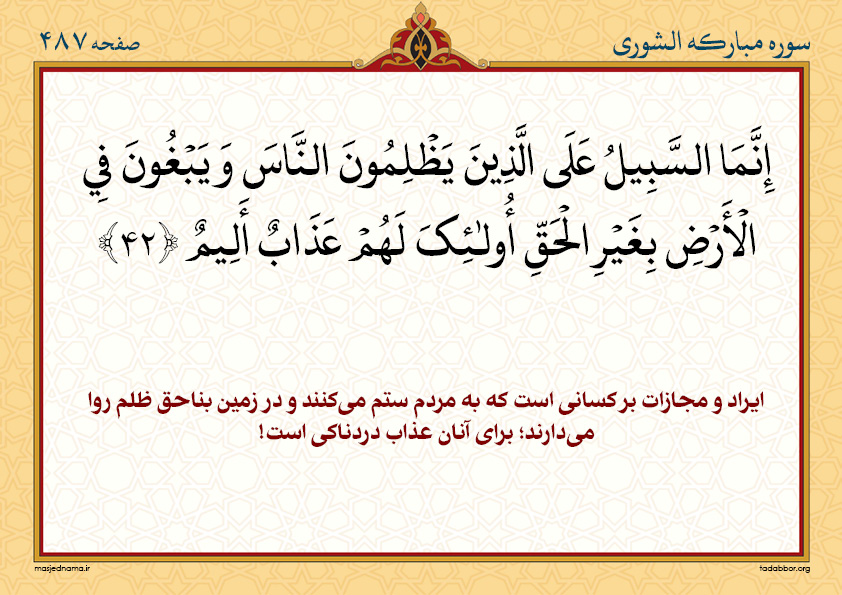 سوره مبارکه الشوری
صفحه ۴۸۷
إِنَّمَا السَّبِيلُ عَلَى الَّذِينَ يَظْلِمُونَ النَّاسَ وَيَبْغُونَ فِي
الْأَرْضِ بِغَيْرِ الْحَقِّ أُولَٰئِکَ لَهُمْ عَذَابٌ أَلِيمٌ ﴿۴۲﴾
ایراد و مجازات بر کسانی است که به مردم ستم می‌کنند و در زمین بناحق ظلم روا
می‌دارند؛ برای آنان عذاب دردناکی است!
masjednama.ir
tadabbor.org